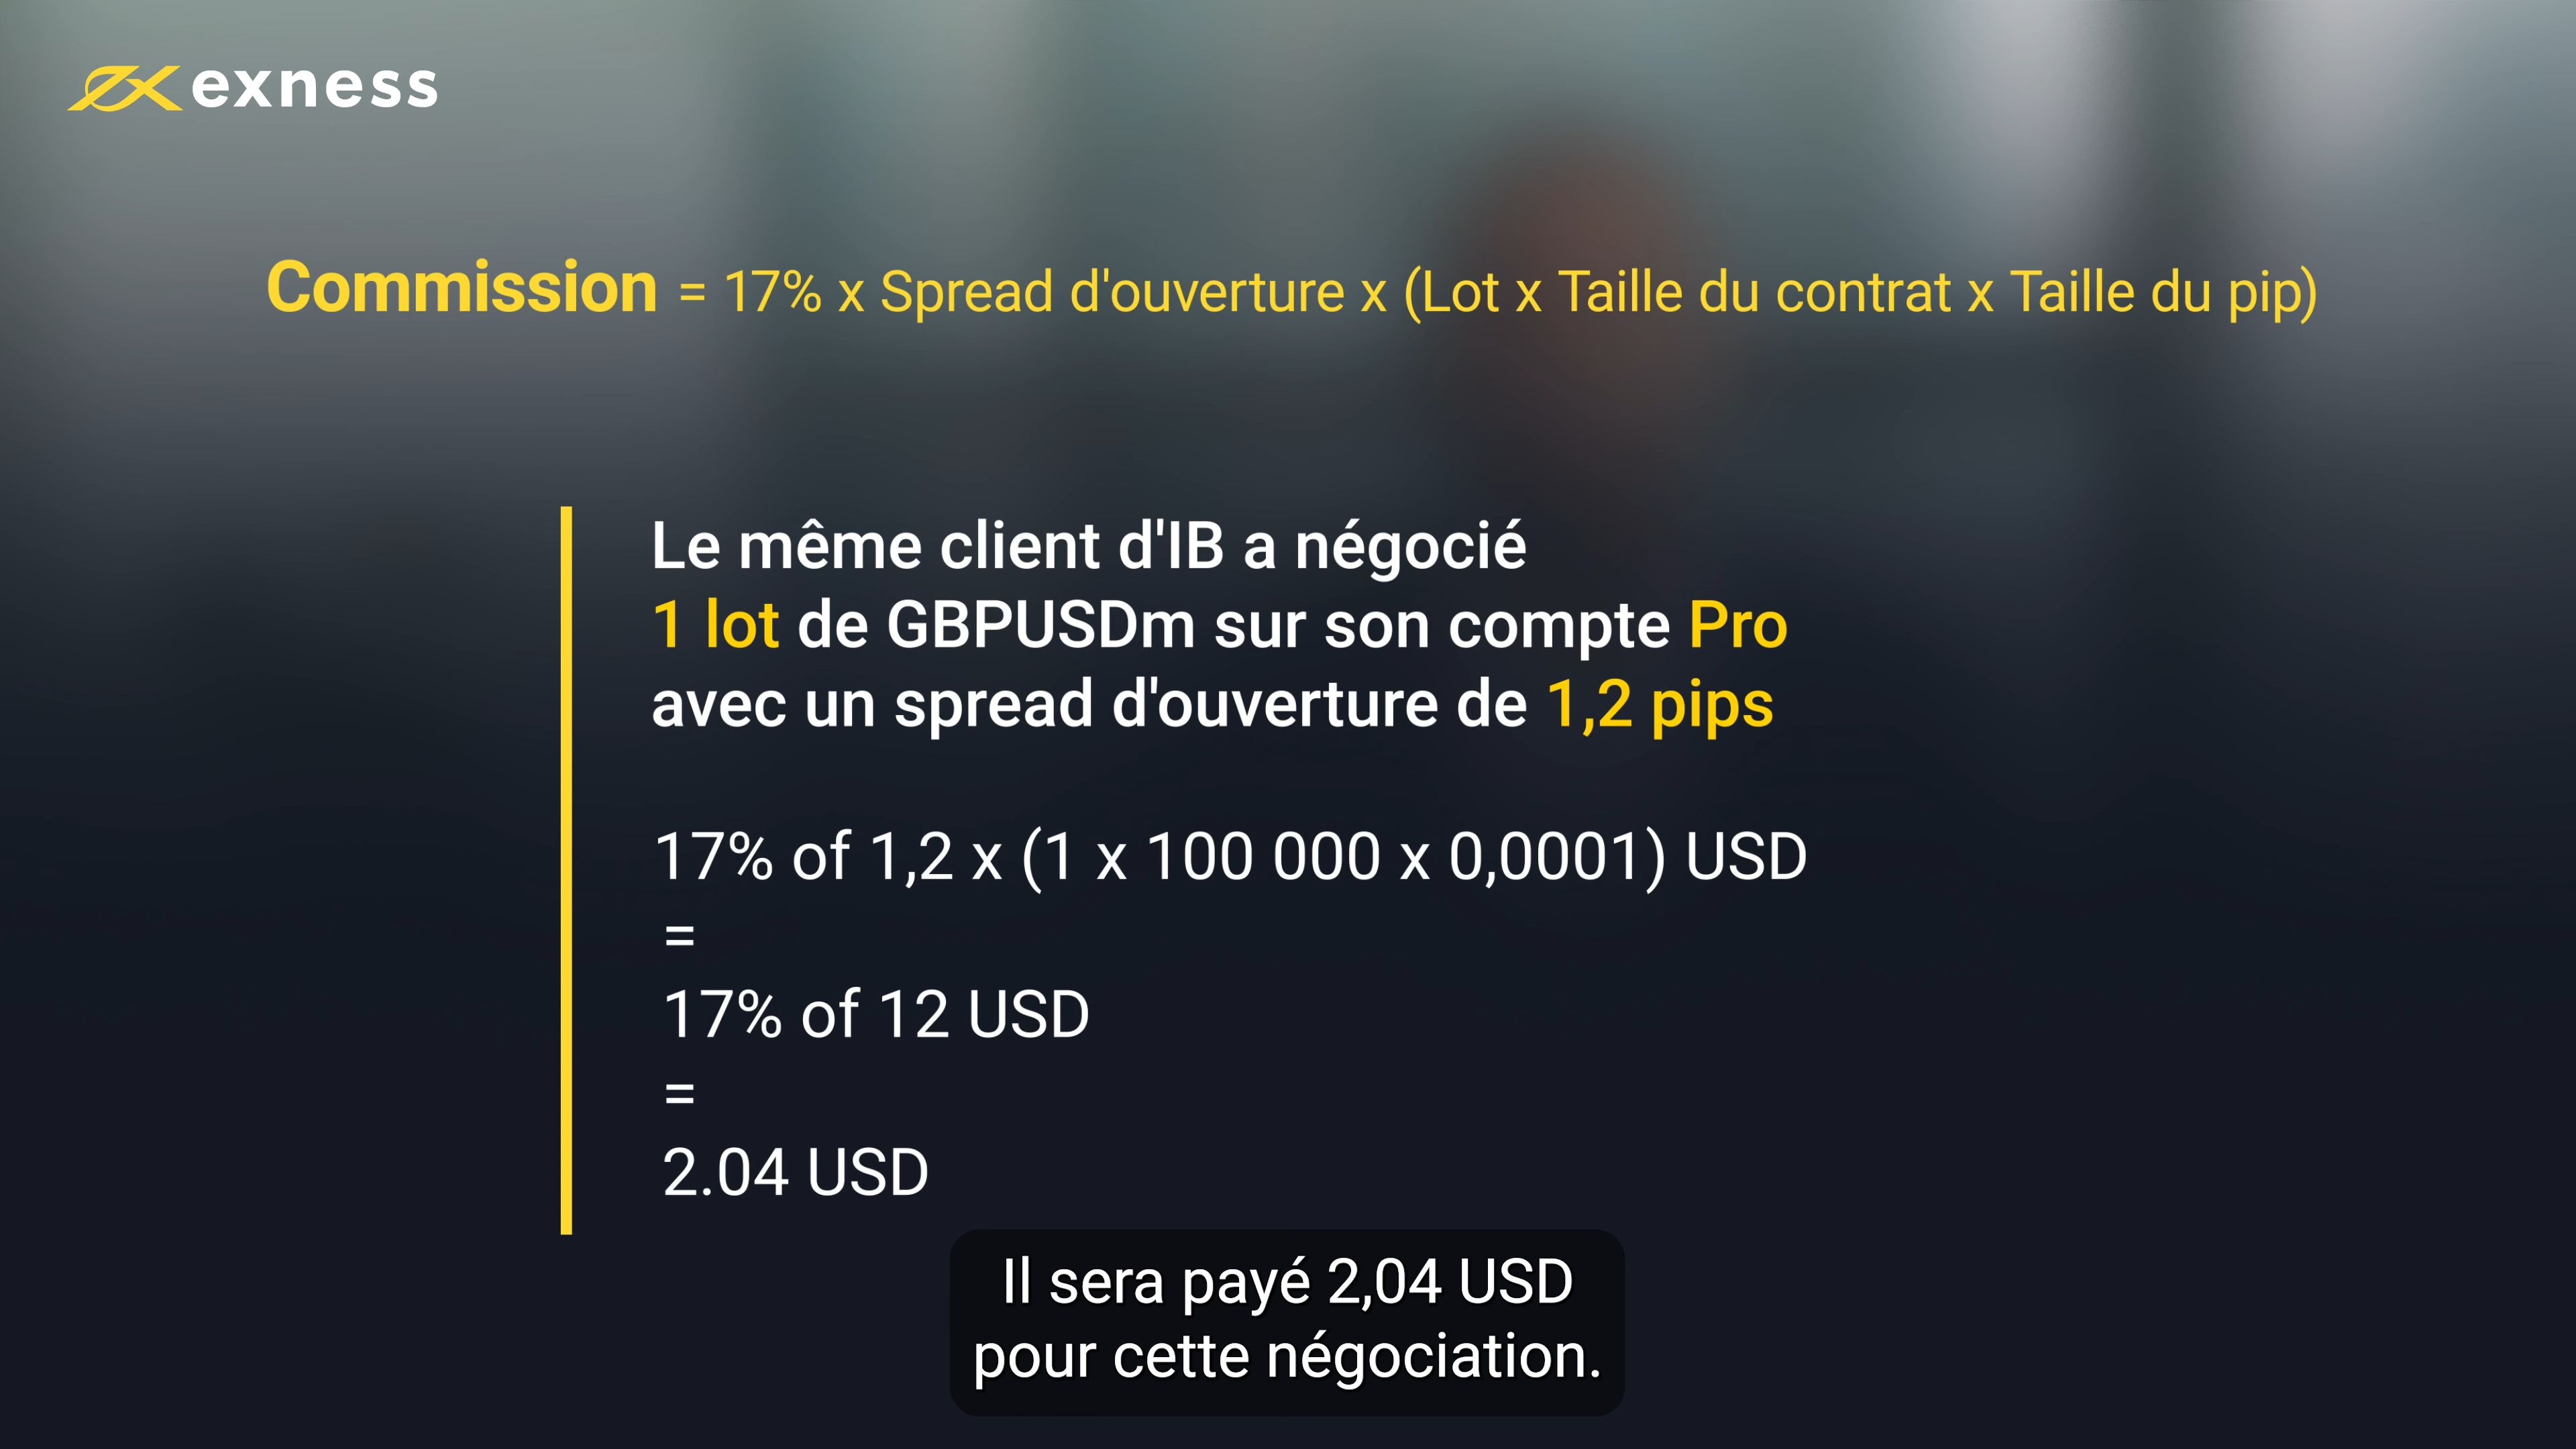 exness
Commission = 17% x Spread d'ouverture x (Lot x Taille du contrat x Taille du pip)
Le même client d'IB a négocié
1 lot de GBPUSDm sur son compte Pro
avec un spread d'ouverture de 1,2 pips
17% of 1,2 x (1 x 100 000 x 0,0001) USD
=
17% of 12 USD
=
2.04 USD
Il sera payé 2,04 USD
pour cette négociation.